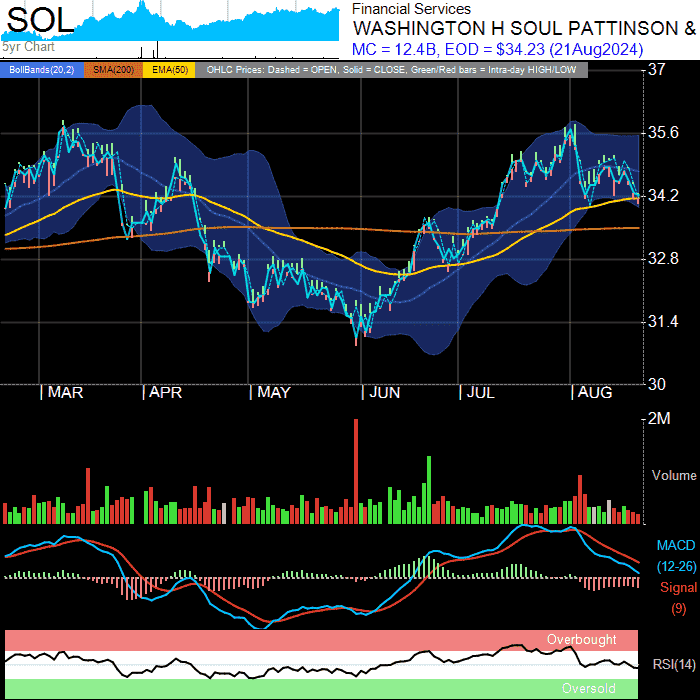 SOL
5yr Chart
Financial Services
WASHINGTON H SOUL PATTINSON &
MC = 12.4B, EOD = $34.23 (21Aug2024)
BollBands(20,2) SMA(200) EMA(50) OHLC Prices: Dashed = OPEN, Solid = CLOSE, Green/Red bars = Intra-day HIGH/LOW
37
35.6
34.2
32.8
31.4
30
MAR APR MAY JUN JUL AUG
2M
Volume
MACD
(12-26)
Signal
(9)
Overbought
RSI(14)
Oversold